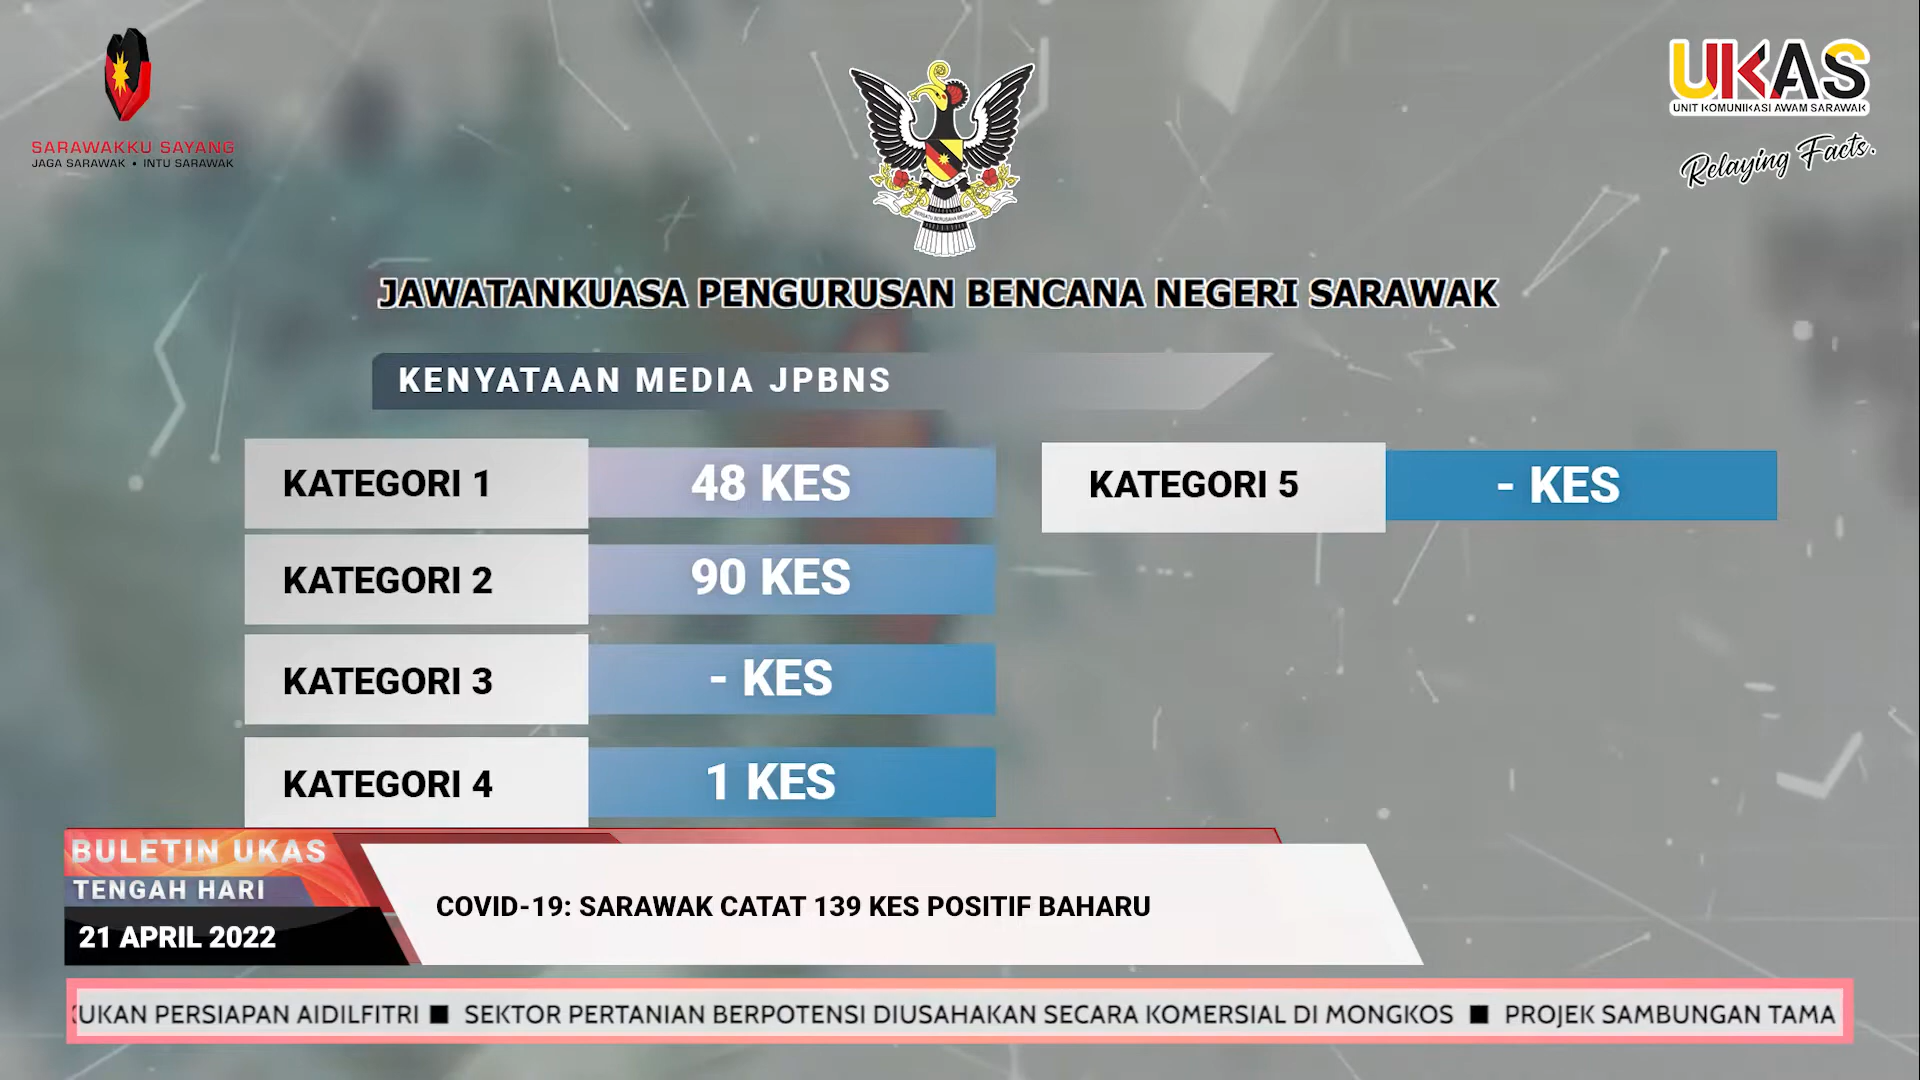 SARAWAKKU SAYANG
JAGA SARAWAK • INTU SARAWAK
UKAS
UNIT KOMUNIKASI AWAM SARAWAK
Relaying Facts.
BERSATU BERUSAHA BERBAKTI
JAWATANKUASA PENGURUSAN BENCANA NEGERI SARAWAK
KENYATAAN MEDIA JPBNS
KATEGORI 1 48 KES
KATEGORI 5 - KES
KATEGORI 2 90 KES
KATEGORI 3 - KES
KATEGORI 4 1 KES
BULETIN UKAS
TENGAH HARI
21 APRIL 2022
COVID-19: SARAWAK CATAT 139 KES POSITIF BAHARU
UKAN PERSIAPAN AIDILFITRI ■ SEKTOR PERTANIAN BERPOTENSI DIUSAHAKAN SECARA KOMERSIAL DI MONGKOS ■ PROJEK SAMBUNGAN TAMA